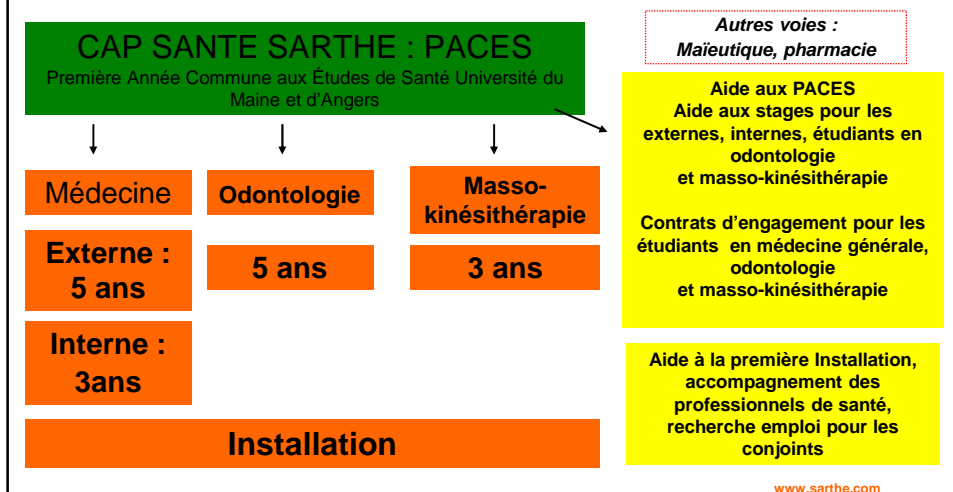 CAP SANTE SARTHE : PACES
Première Année Commune aux Études de Santé Université du
Maine et d'Angers
Autres voies :
Maïeutique, pharmacie
Médecine
Externe :
5 ans
Interne :
3ans
Odontologie
5 ans
Masso-
kinésithérapie
3 ans
Installation
Aide aux PACES
Aide aux stages pour les
externes, internes, étudiants en
odontologie
et masso-kinésithérapie
Contrats d'engagement pour les
étudiants en médecine générale,
odontologie
et masso-kinésithérapie
Aide à la première Installation,
accompagnement des
professionnels de santé,
recherche emploi pour les
conjoints
www.sarthe.com